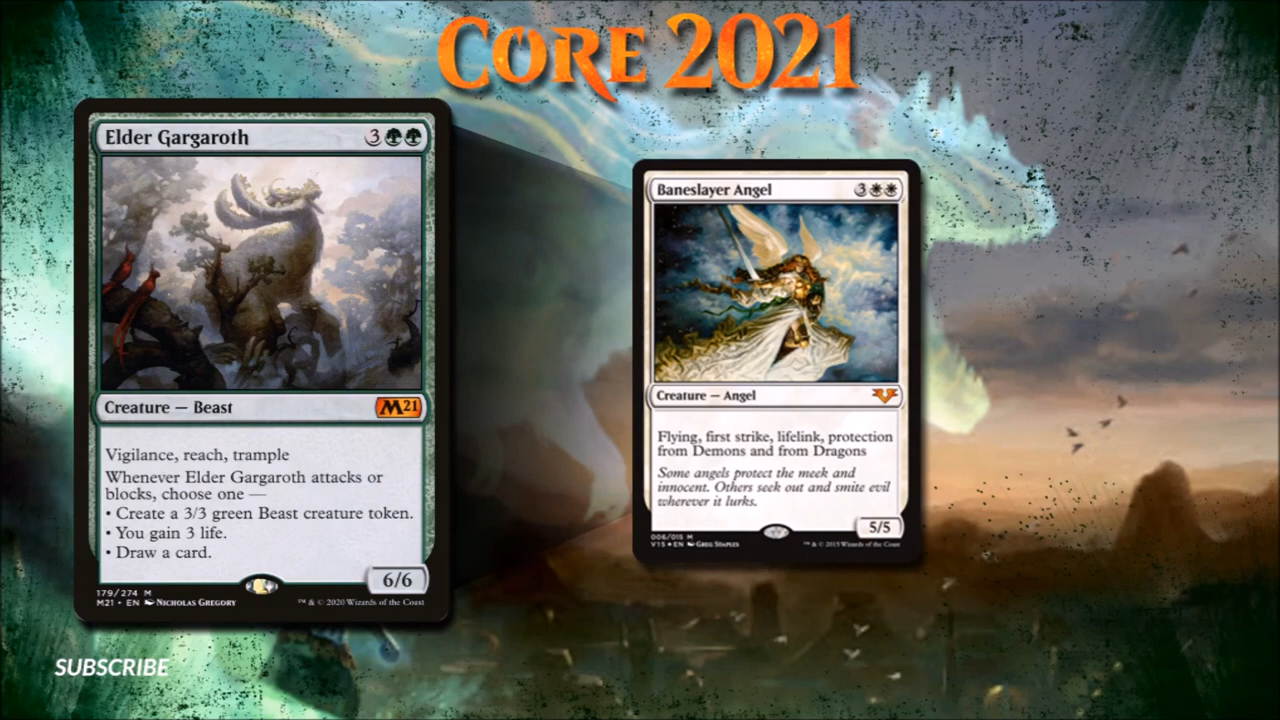 CORE 2021
Elder Gargaroth 3
Creature — Beast M21
Vigilance, reach, trample
Whenever Elder Gargaroth attacks or
blocks, choose one —
• Create a 3/3 green Beast creature token.
• You gain 3 life.
• Draw a card.
6/6
179/274 M
M21 • EN NICHOLAS GREGORY ™ & © 2020 Wizards of the Coast
Baneslayer Angel 3
Creature — Angel
Flying, first strike, lifelink, protection
from Demons and from Dragons
Some angels protect the meek and
innocent. Others seek out and smite evil
wherever it lurks.
5/5
006/015 M
V15 • EN GREG STAPLES ™ & © 2015 Wizards of the Coast
SUBSCRIBE